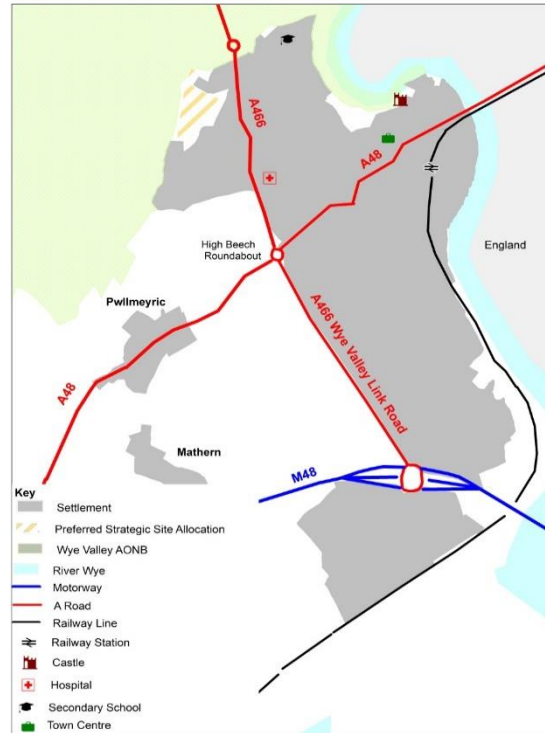 A466
A48
England
High Beech
Roundabout
Pwllmeyric
A466 Wye Valley Link Road
A48
Mathern
M48
Key
Settlement
Preferred Strategic Site Allocation
Wye Valley AONB
River Wye
Motorway
A Road
Railway Line
Railway Station
Castle
Hospital
Secondary School
Town Centre